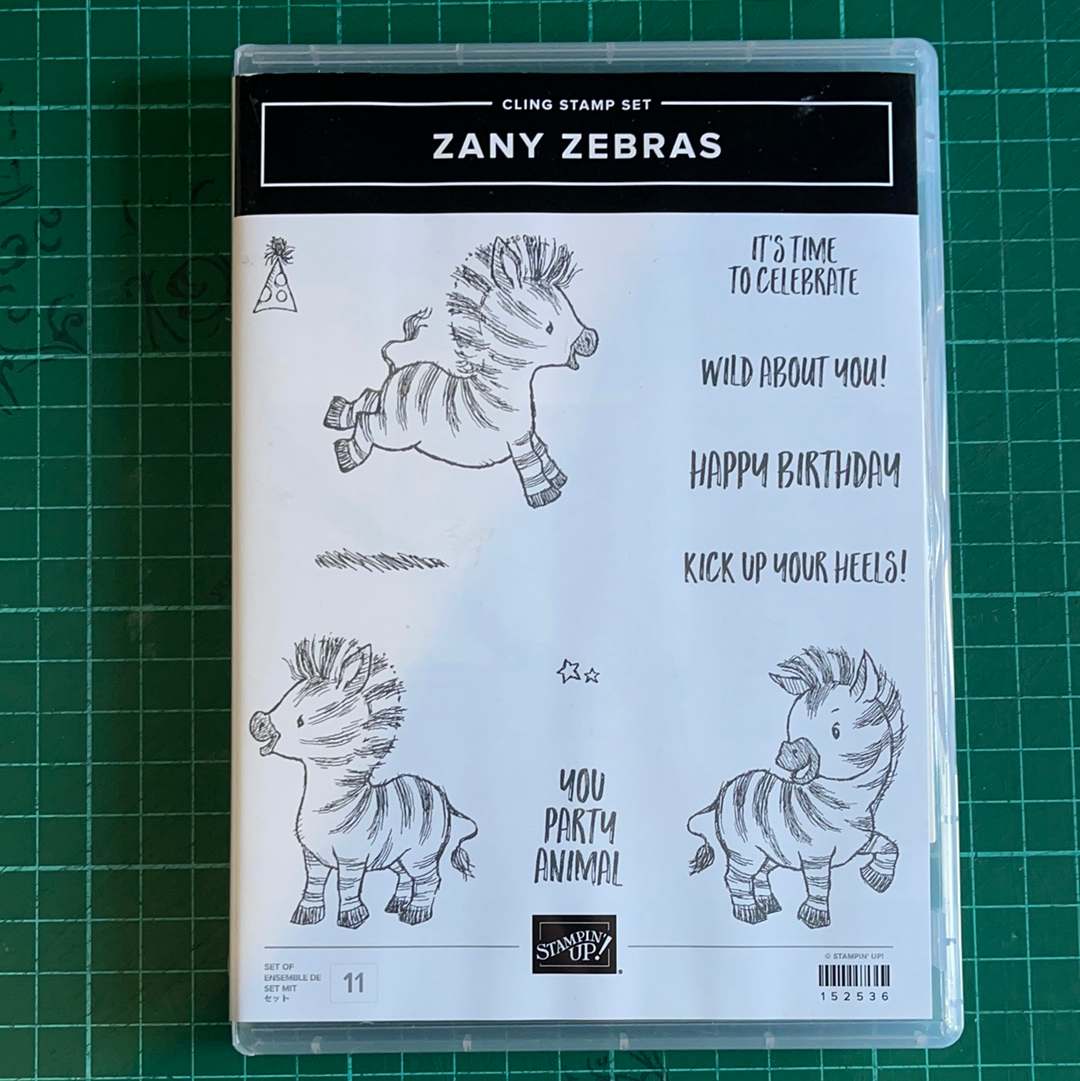 CLING STAMP SET
ZANY ZEBRAS
IT'S TIME
TO CELEBRATE
WILD ABOUT YOU!
HAPPY BIRTHDAY
KICK UP YOUR HEELS!
YOU
PARTY
ANIMAL
STAMPIN'
UP!
SET OF
ENSEMBLE DE
SET MIT
セット
11
© STAMPIN' UP!
152536